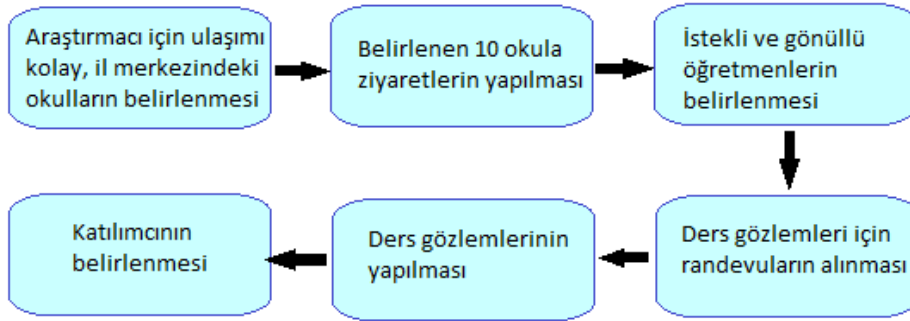 Araştırmacı için ulaşımı
kolay, il merkezindeki
okulların belirlenmesi
Belirlenen 10 okula
ziyaretlerin yapılması
İstekli ve gönüllü
öğretmenlerin
belirlenmesi
Ders gözlemleri için
randevuların alınması
Ders gözlemlerinin
yapılması
Katılımcının
belirlenmesi